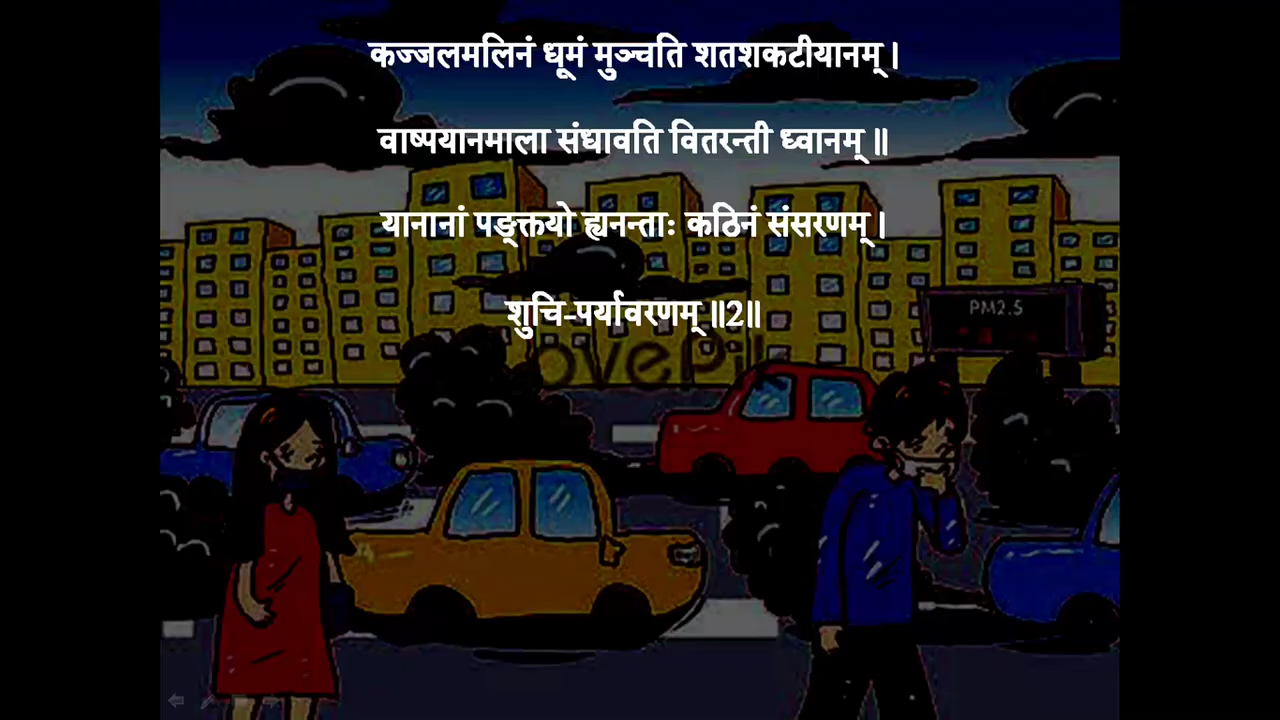 कज्जलमलिनं धूमं मुञ्चति शतशकटीयानम् ।
वाष्पयानमाला संधावति वितरन्ती ध्वानम् ॥
यानानां पङ्क्तयो ह्यनन्ताः कठिनं संसरणम् ।
शुचि-पर्यावरणम् ॥2॥
PM2.5